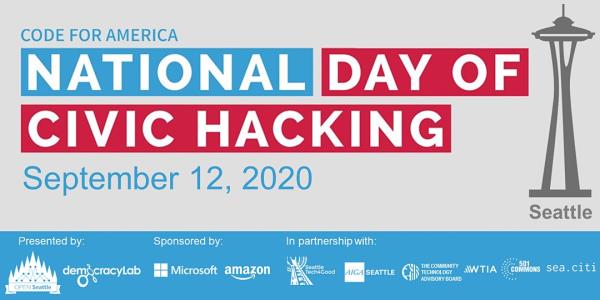 CODE FOR AMERICA
NATIONAL DAY OF
CIVIC HACKING
September 12, 2020
Seattle
Presented by:
Sponsored by:
In partnership with:
OPEN Seattle
demcracyLab
Microsoft
amazon
Seattle
Tech4Good
AIGA SEATTLE
THE COMMUNITY
TECHNOLOGY
ADVISORY BOARD
WTIA
501
COMMONS
sea.citi